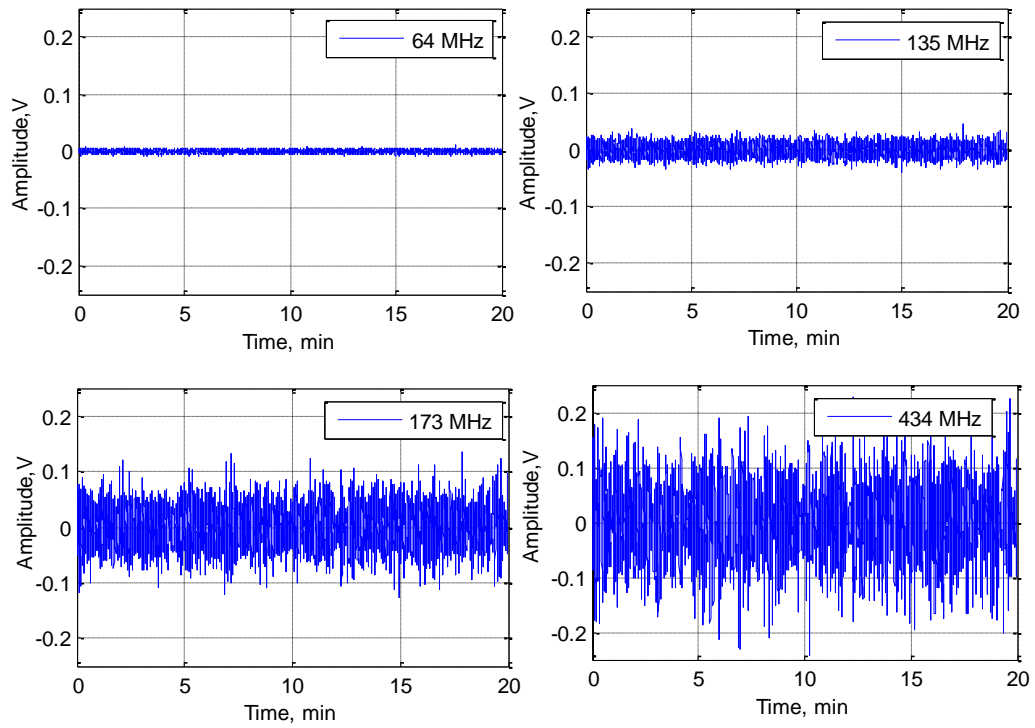 64 MHz
0.2
0.1
0
-0.1
-0.2
Amplitude,V
0 5 10 15 20
Time, min
135 MHz
0.2
0.1
0
-0.1
-0.2
Amplitude,V
0 5 10 15 20
Time, min
173 MHz
0.2
0.1
0
-0.1
-0.2
Amplitude,V
0 5 10 15 20
Time, min
434 MHz
0.2
0.1
0
-0.1
-0.2
Amplitude,V
0 5 10 15 20
Time, min